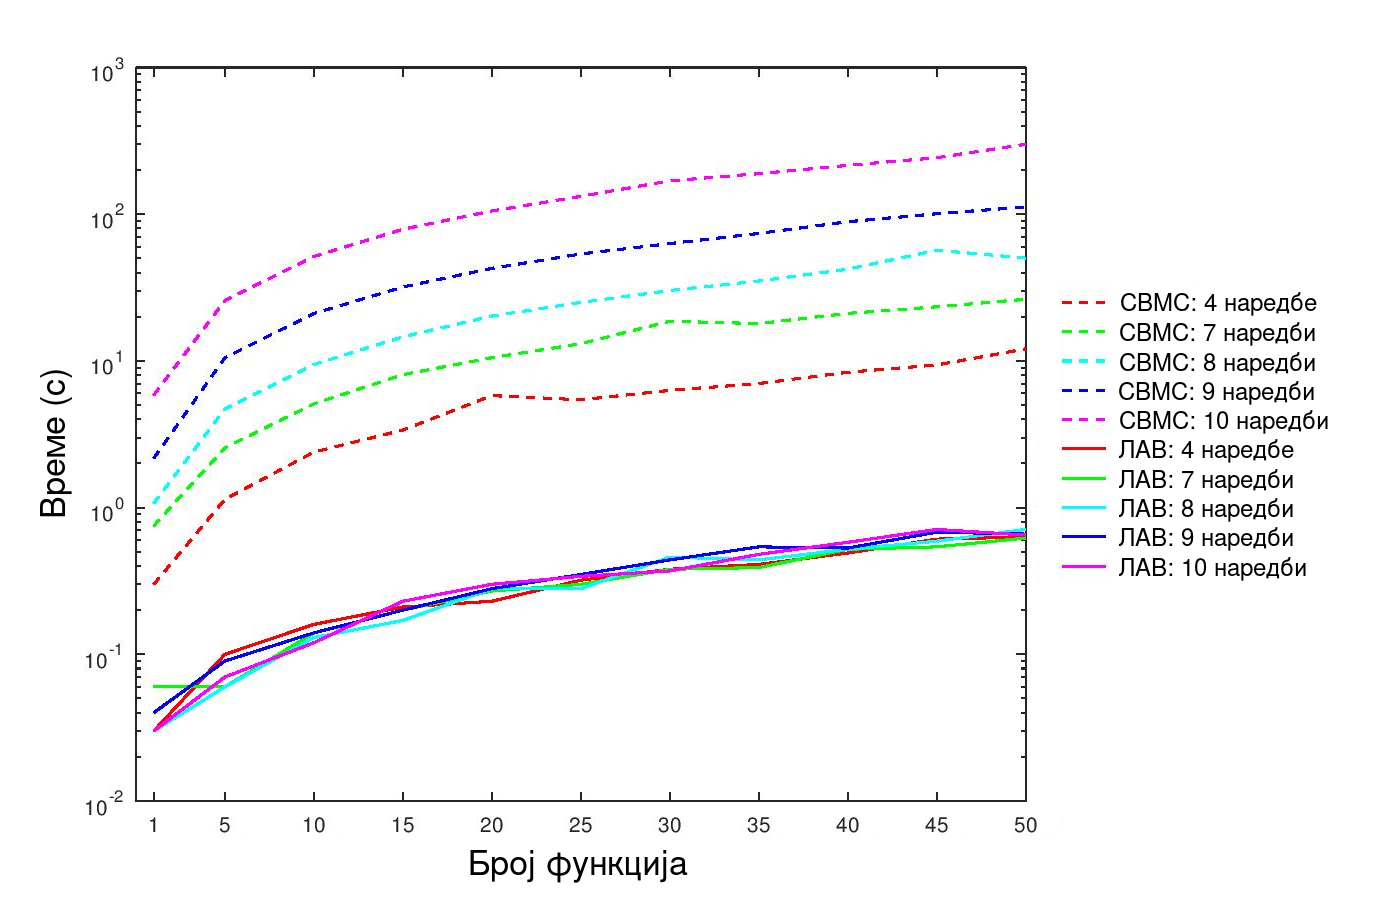 10^3
10^2
10^1
10^0
10^-1
10^-2
Време (с)
1 5 10 15 20 25 30 35 40 45 50
Број функција
СВМС: 4 наредбе
СВМС: 7 наредби
СВМС: 8 наредби
СВМС: 9 наредби
СВМС: 10 наредби
ЛАВ: 4 наредбе
ЛАВ: 7 наредби
ЛАВ: 8 наредби
ЛАВ: 9 наредби
ЛАВ: 10 наредби